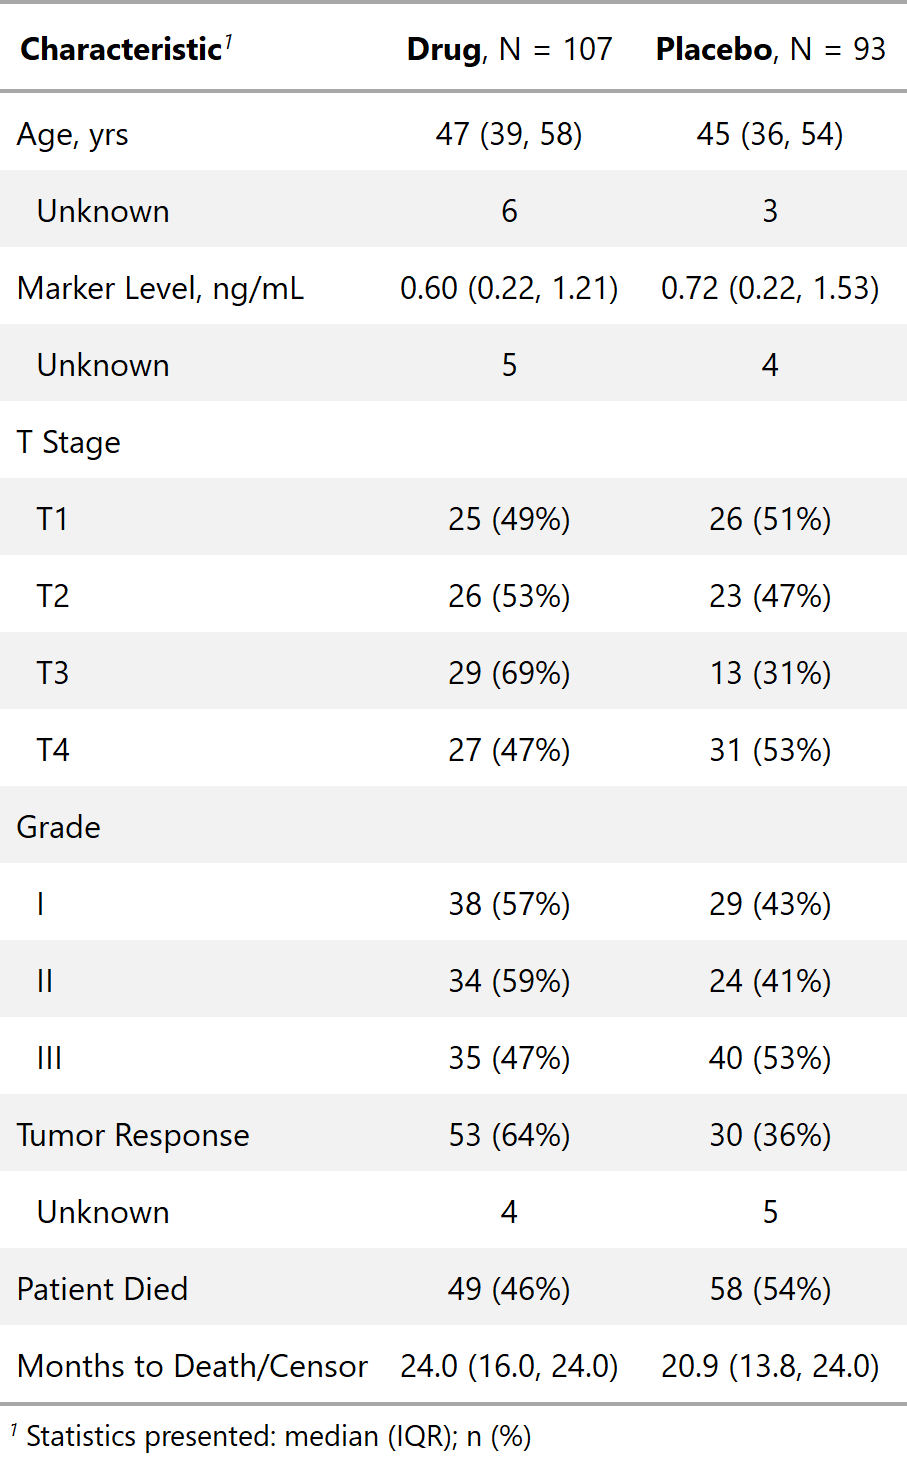 Characteristic1 Drug, N = 107 Placebo, N = 93
Age, yrs 47 (39, 58) 45 (36, 54)
Unknown 6 3
Marker Level, ng/mL 0.60 (0.22, 1.21) 0.72 (0.22, 1.53)
Unknown 5 4
T Stage
T1 25 (49%) 26 (51%)
T2 26 (53%) 23 (47%)
T3 29 (69%) 13 (31%)
T4 27 (47%) 31 (53%)
Grade
I 38 (57%) 29 (43%)
II 34 (59%) 24 (41%)
III 35 (47%) 40 (53%)
Tumor Response 53 (64%) 30 (36%)
Unknown 4 5
Patient Died 49 (46%) 58 (54%)
Months to Death/Censor 24.0 (16.0, 24.0) 20.9 (13.8, 24.0)
1 Statistics presented: median (IQR); n (%)